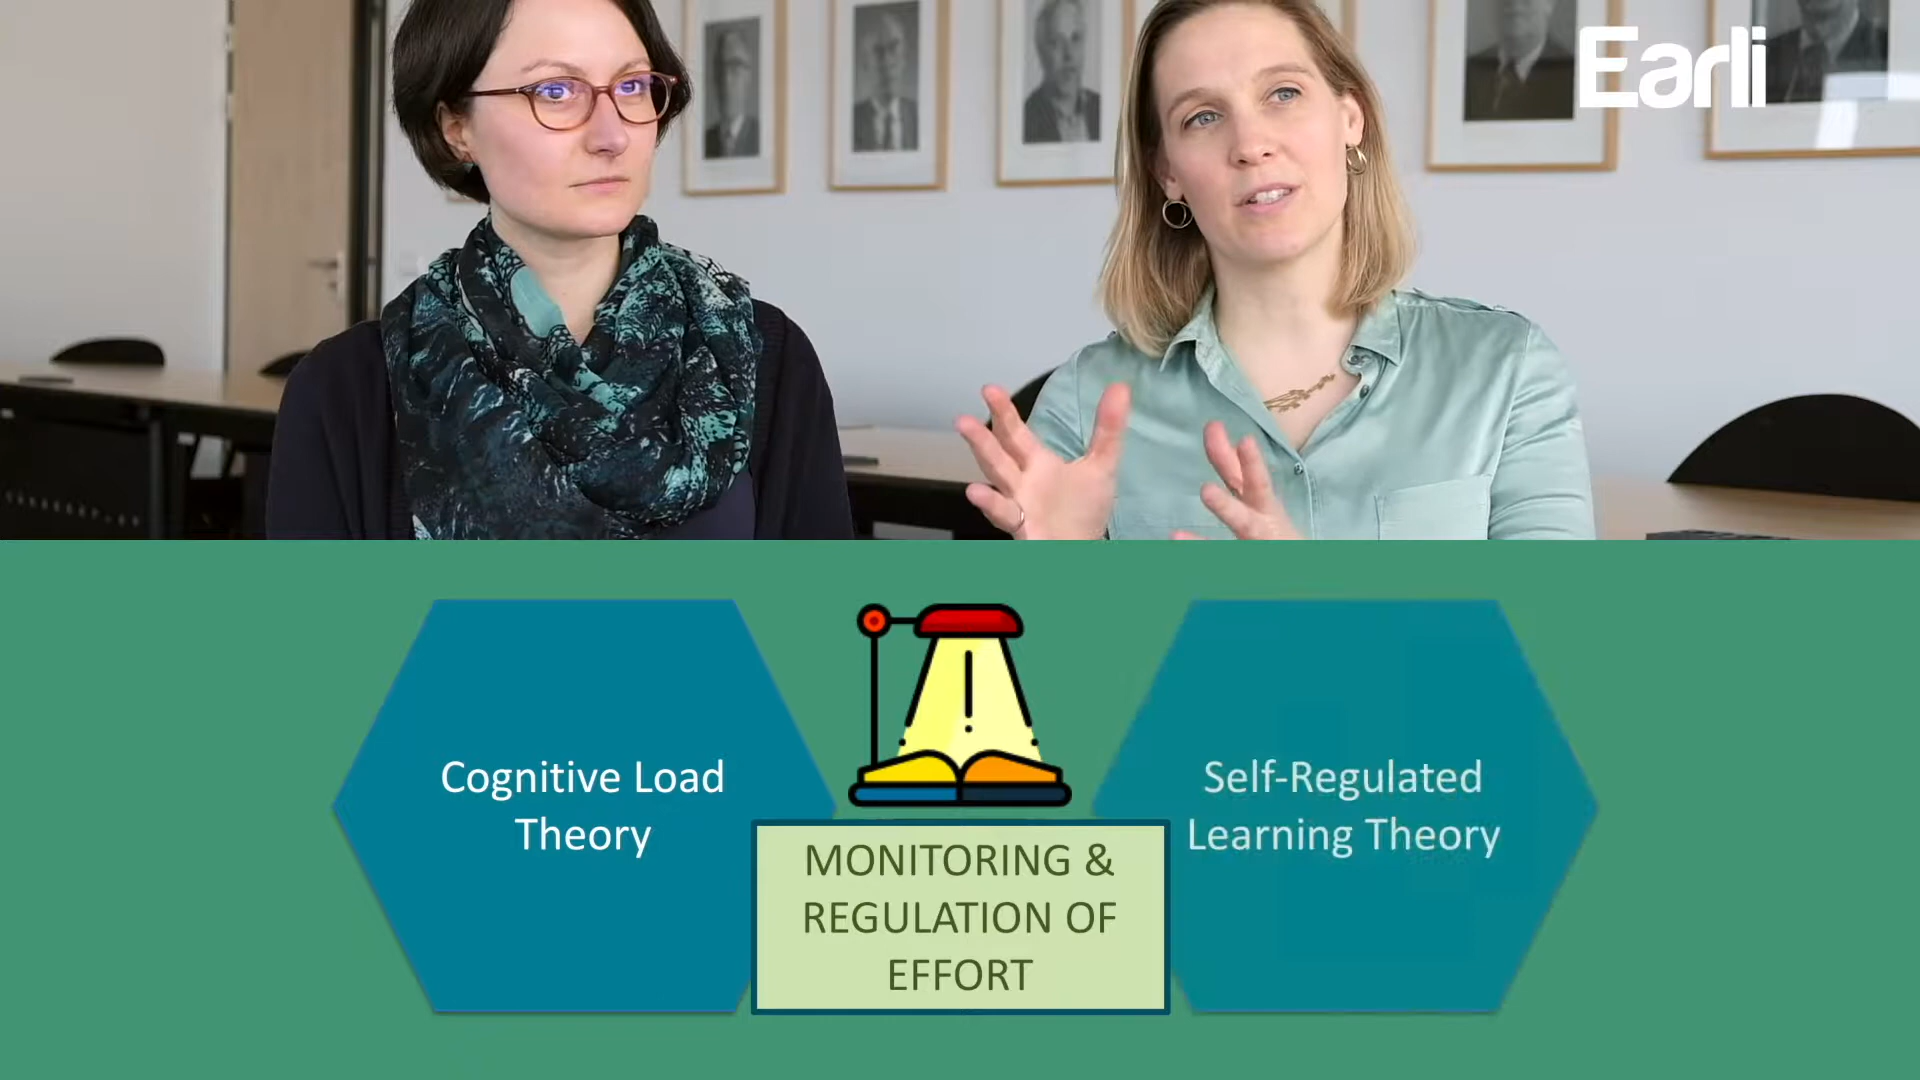 Earli
Cognitive Load
Theory
MONITORING &
REGULATION OF
EFFORT
Self-Regulated
Learning Theory